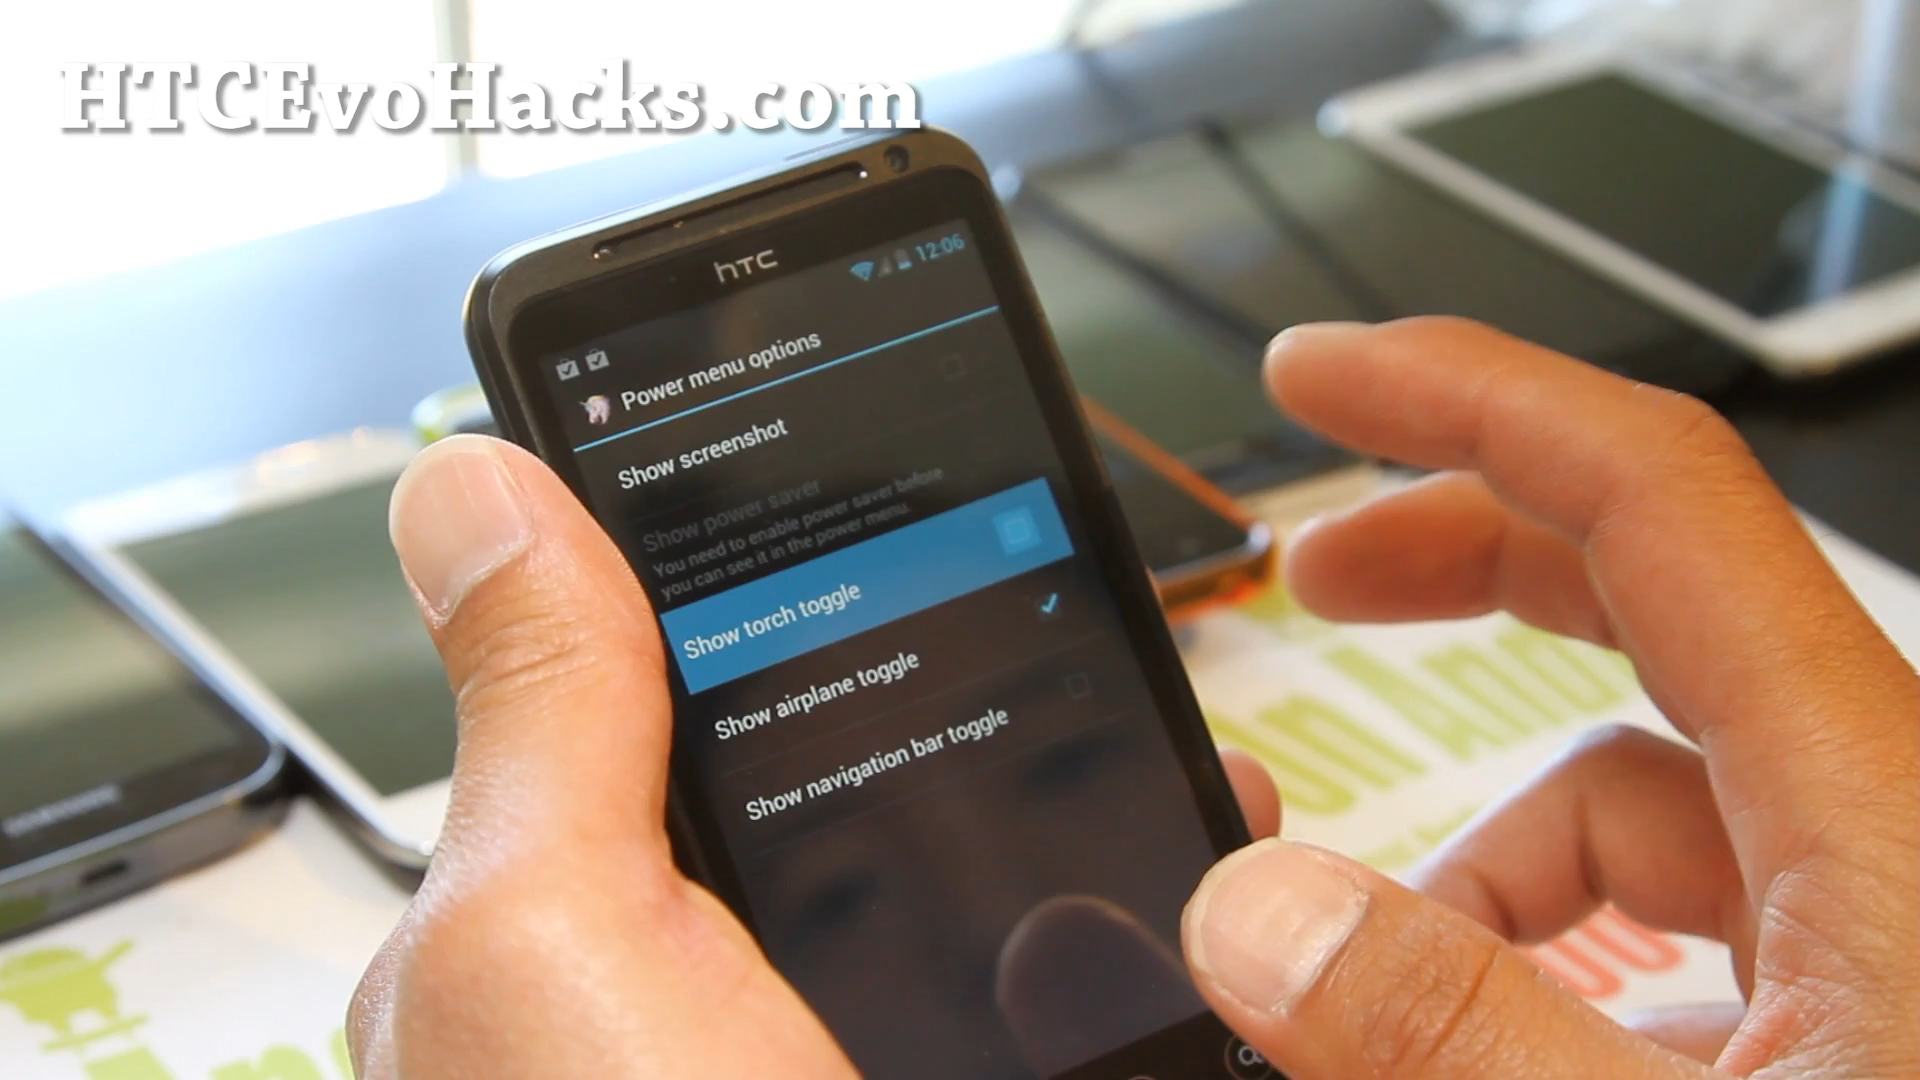 HTCEvoHacks.com
hTC
12:06
Power menu options
Show screenshot
Show power saver
You need to enable power saver before
you can see it in the power menu.
Show torch toggle
Show airplane toggle
Show navigation bar toggle
on And